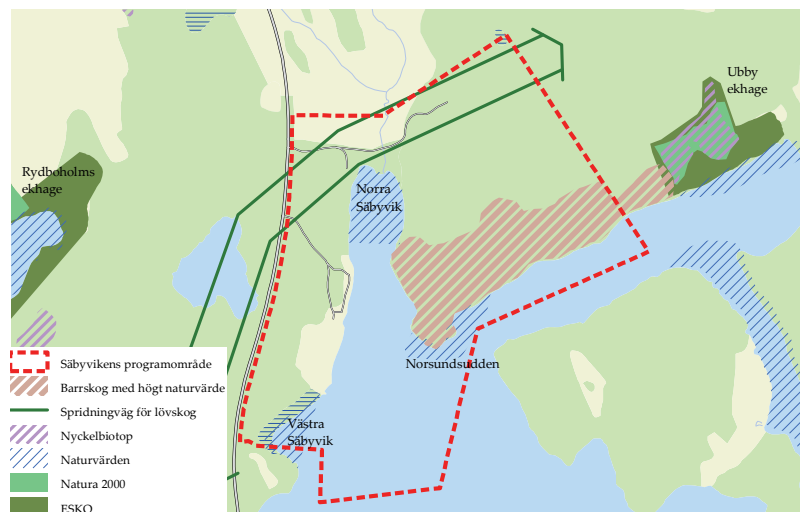 Ubby
ekhage
Rydboholms
ekhage
Norra
Säbyvik
Norsundsudden
Västra
Säbyvik
Säbyvikens programområde
Barrskog med högt naturvärde
Spridningväg för lövskog
Nyckelbiotop
Naturvärden
Natura 2000
ESKO